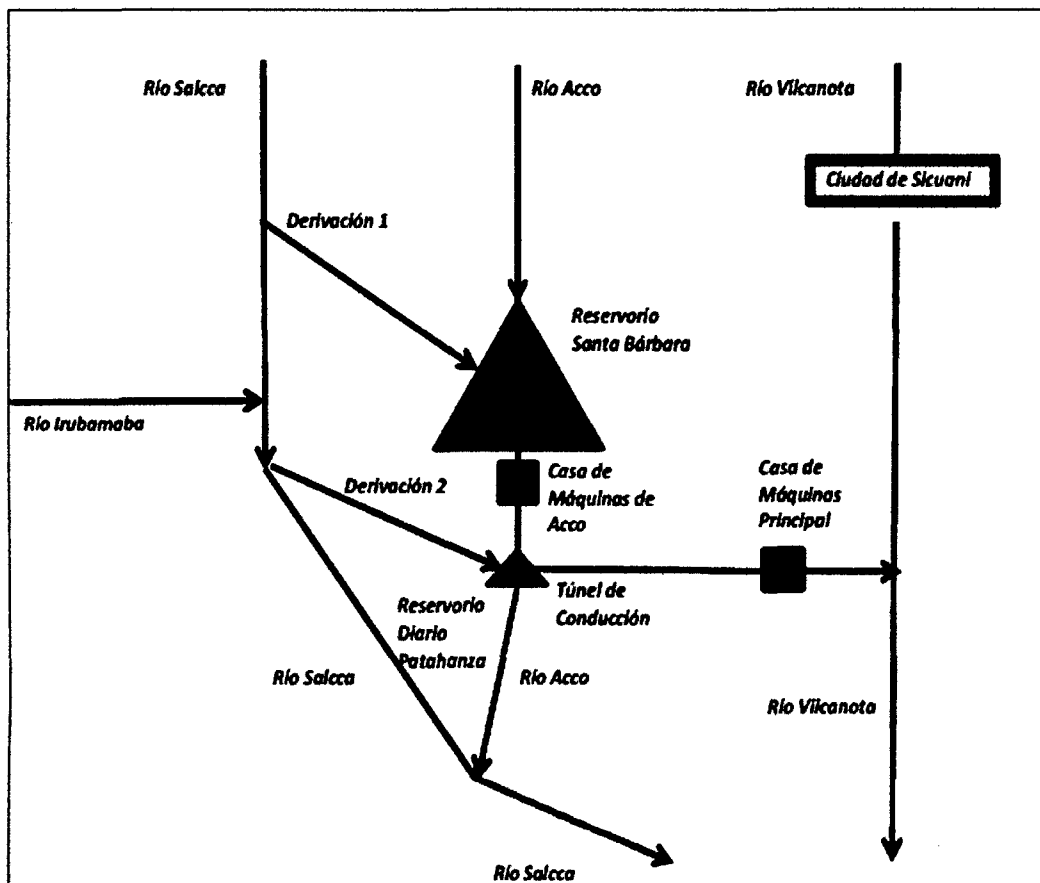 Río Salcca
Río Acco
Río Vilcanota
Ciudad de Sicuani
Derivación 1
Reservorio
Santa Bárbara
Río Irubamaba
Derivación 2
Casa de
Máquinas de
Acco
Casa de
Máquinas
Principal
Reservorio
Diario
Patahanza
Túnel de
Conducción
Río Salcca
Río Acco
Río Vilcanota
Río Salcca